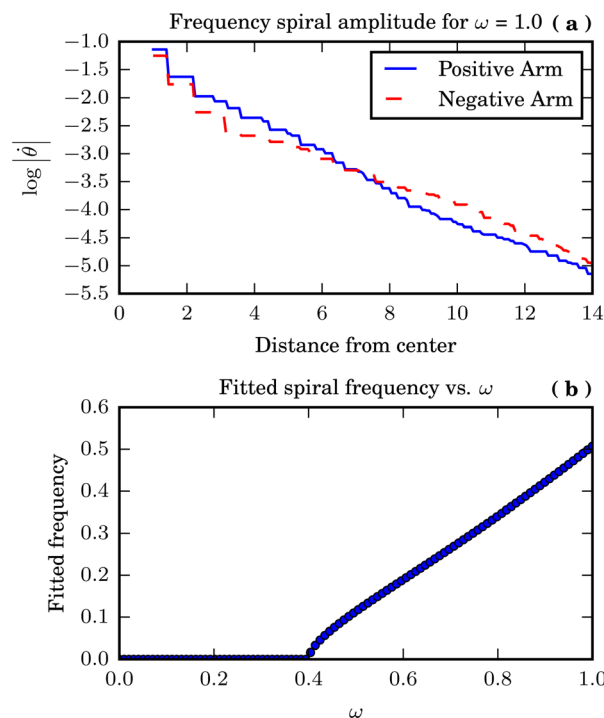 Frequency spiral amplitude for ω = 1.0 ( a )
−1.0
−1.5
−2.0
−2.5
−3.0
−3.5
−4.0
−4.5
−5.0
−5.5
log |θ̇|
Positive Arm
Negative Arm
0 2 4 6 8 10 12 14
Distance from center
Fitted spiral frequency vs. ω ( b )
0.6
0.5
0.4
0.3
0.2
0.1
0.0
Fitted frequency
0.0 0.2 0.4 0.6 0.8 1.0
ω